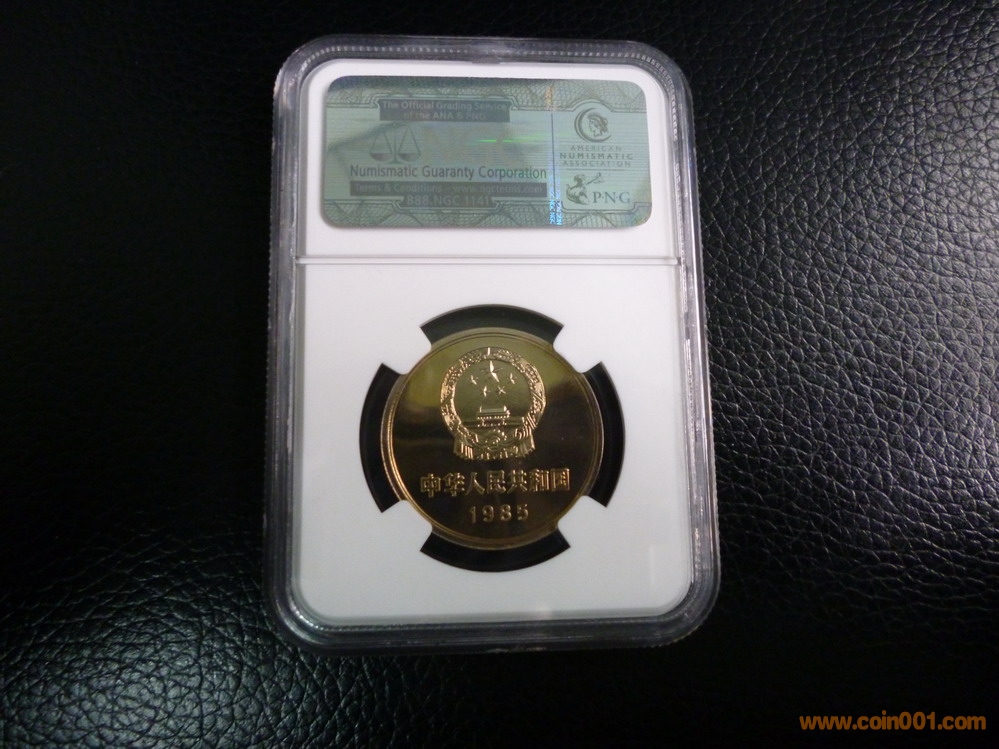 The Official Grading Service
of the ANA & PNG
Numismatic Guaranty Corporation
Terms & Conditions - www.ngcterms.com
888.NGC.1141
AMERICAN
NUMISMATIC
ASSOCIATION
PNG
中华人民共和国
1985
www.coin001.com